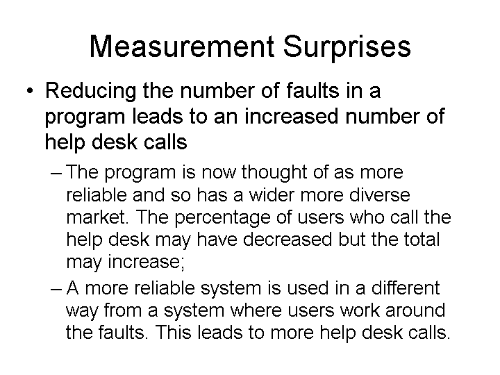 Measurement Surprises
• Reducing the number of faults in a
program leads to an increased number of
help desk calls
– The program is now thought of as more
reliable and so has a wider more diverse
market. The percentage of users who call the
help desk may have decreased but the total
may increase;
– A more reliable system is used in a different
way from a system where users work around
the faults. This leads to more help desk calls.